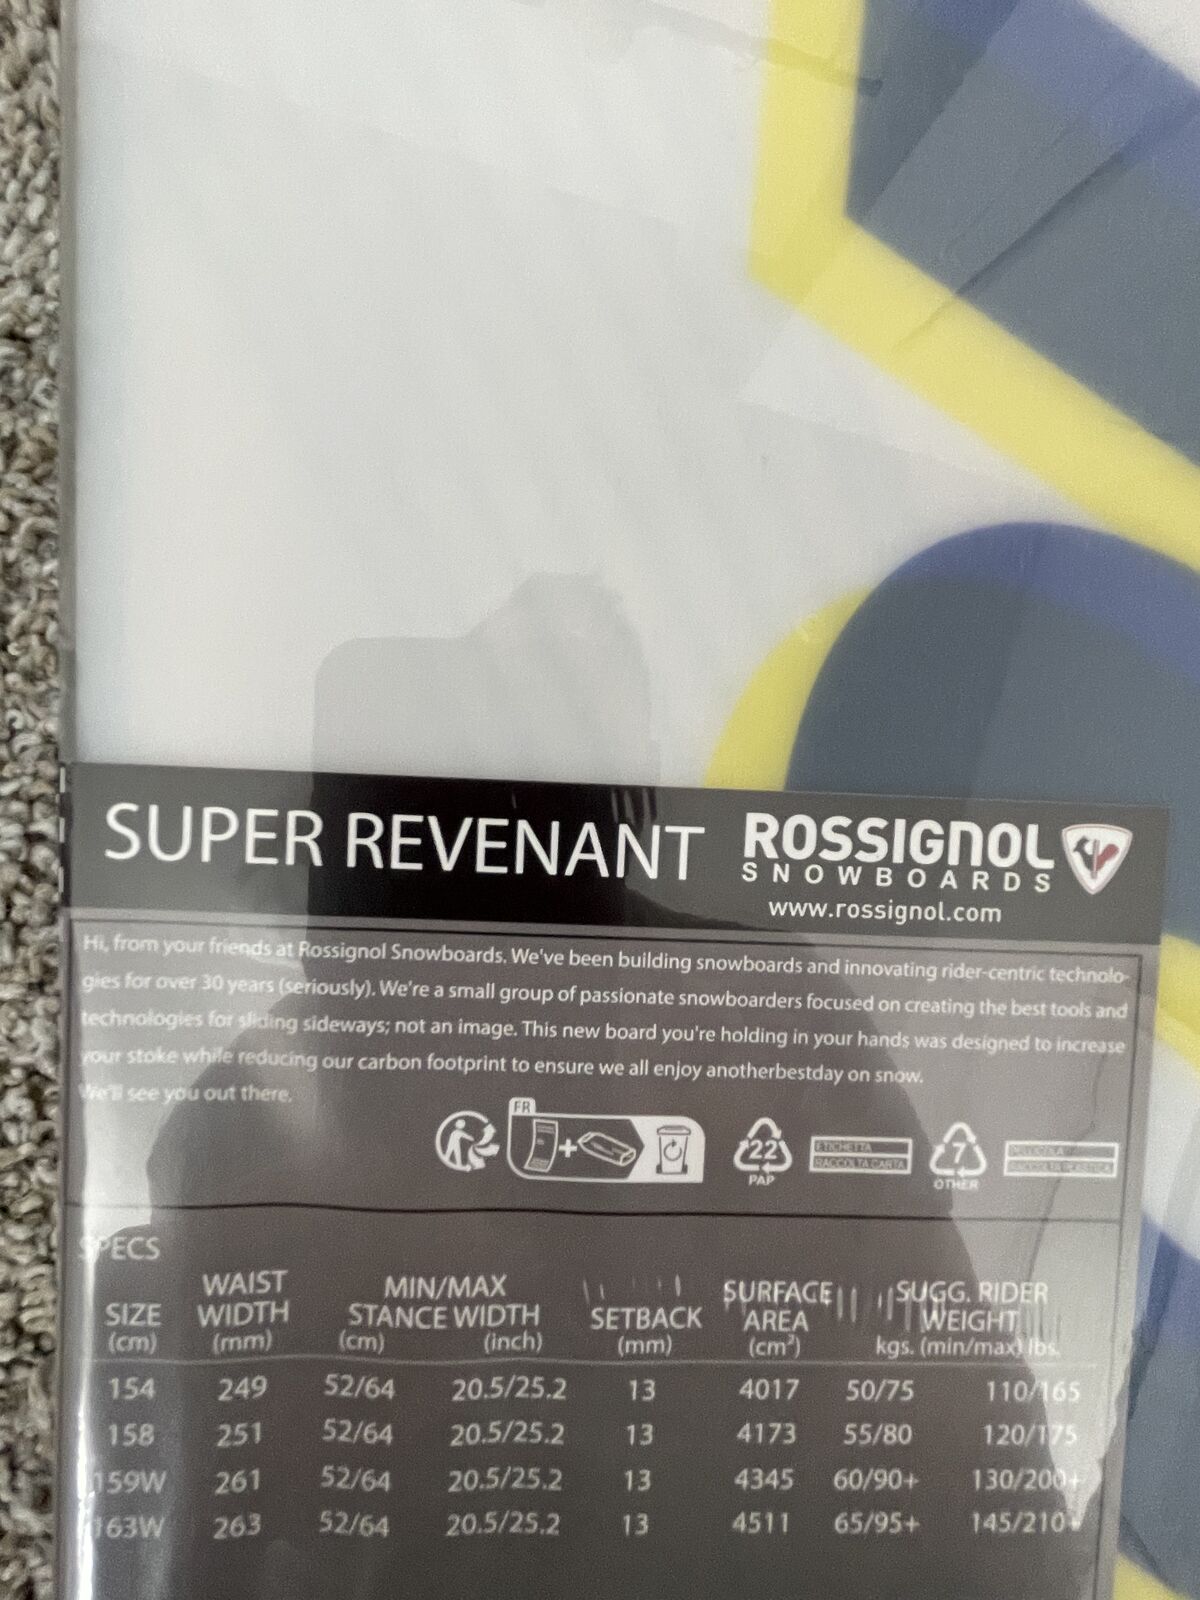 SUPER REVENANT
ROSSIGNOL
SNOWBOARDS
www.rossignol.com
Hi, from your friends at Rossignol Snowboards. We've been building snowboards and innovating rider-centric technolo-
gies for over 30 years (seriously). We're a small group of passionate snowboarders focused on creating the best tools and
technologies for sliding sideways; not an image. This new board you're holding in your hands was designed to increase
your stoke while reducing our carbon footprint to ensure we all enjoy anotherbestday on snow.
We'll see you out there.
FR
+
22
PAP
ETICHETTA
RACCOLTA CARTA
7
OTHER
PELLICOLA
RACCOLTA PLASTICA
SPECS
SIZE (cm) WAIST WIDTH (mm) MIN/MAX STANCE WIDTH (cm) (inch) SETBACK (mm) SURFACE AREA (cm²) SUGG. RIDER WEIGHT kgs. (min/max) lbs.
154 249 52/64 20.5/25.2 13 4017 50/75 110/165
158 251 52/64 20.5/25.2 13 4173 55/80 120/175
159W 261 52/64 20.5/25.2 13 4345 60/90+ 130/200+
163W 263 52/64 20.5/25.2 13 4511 65/95+ 145/210+